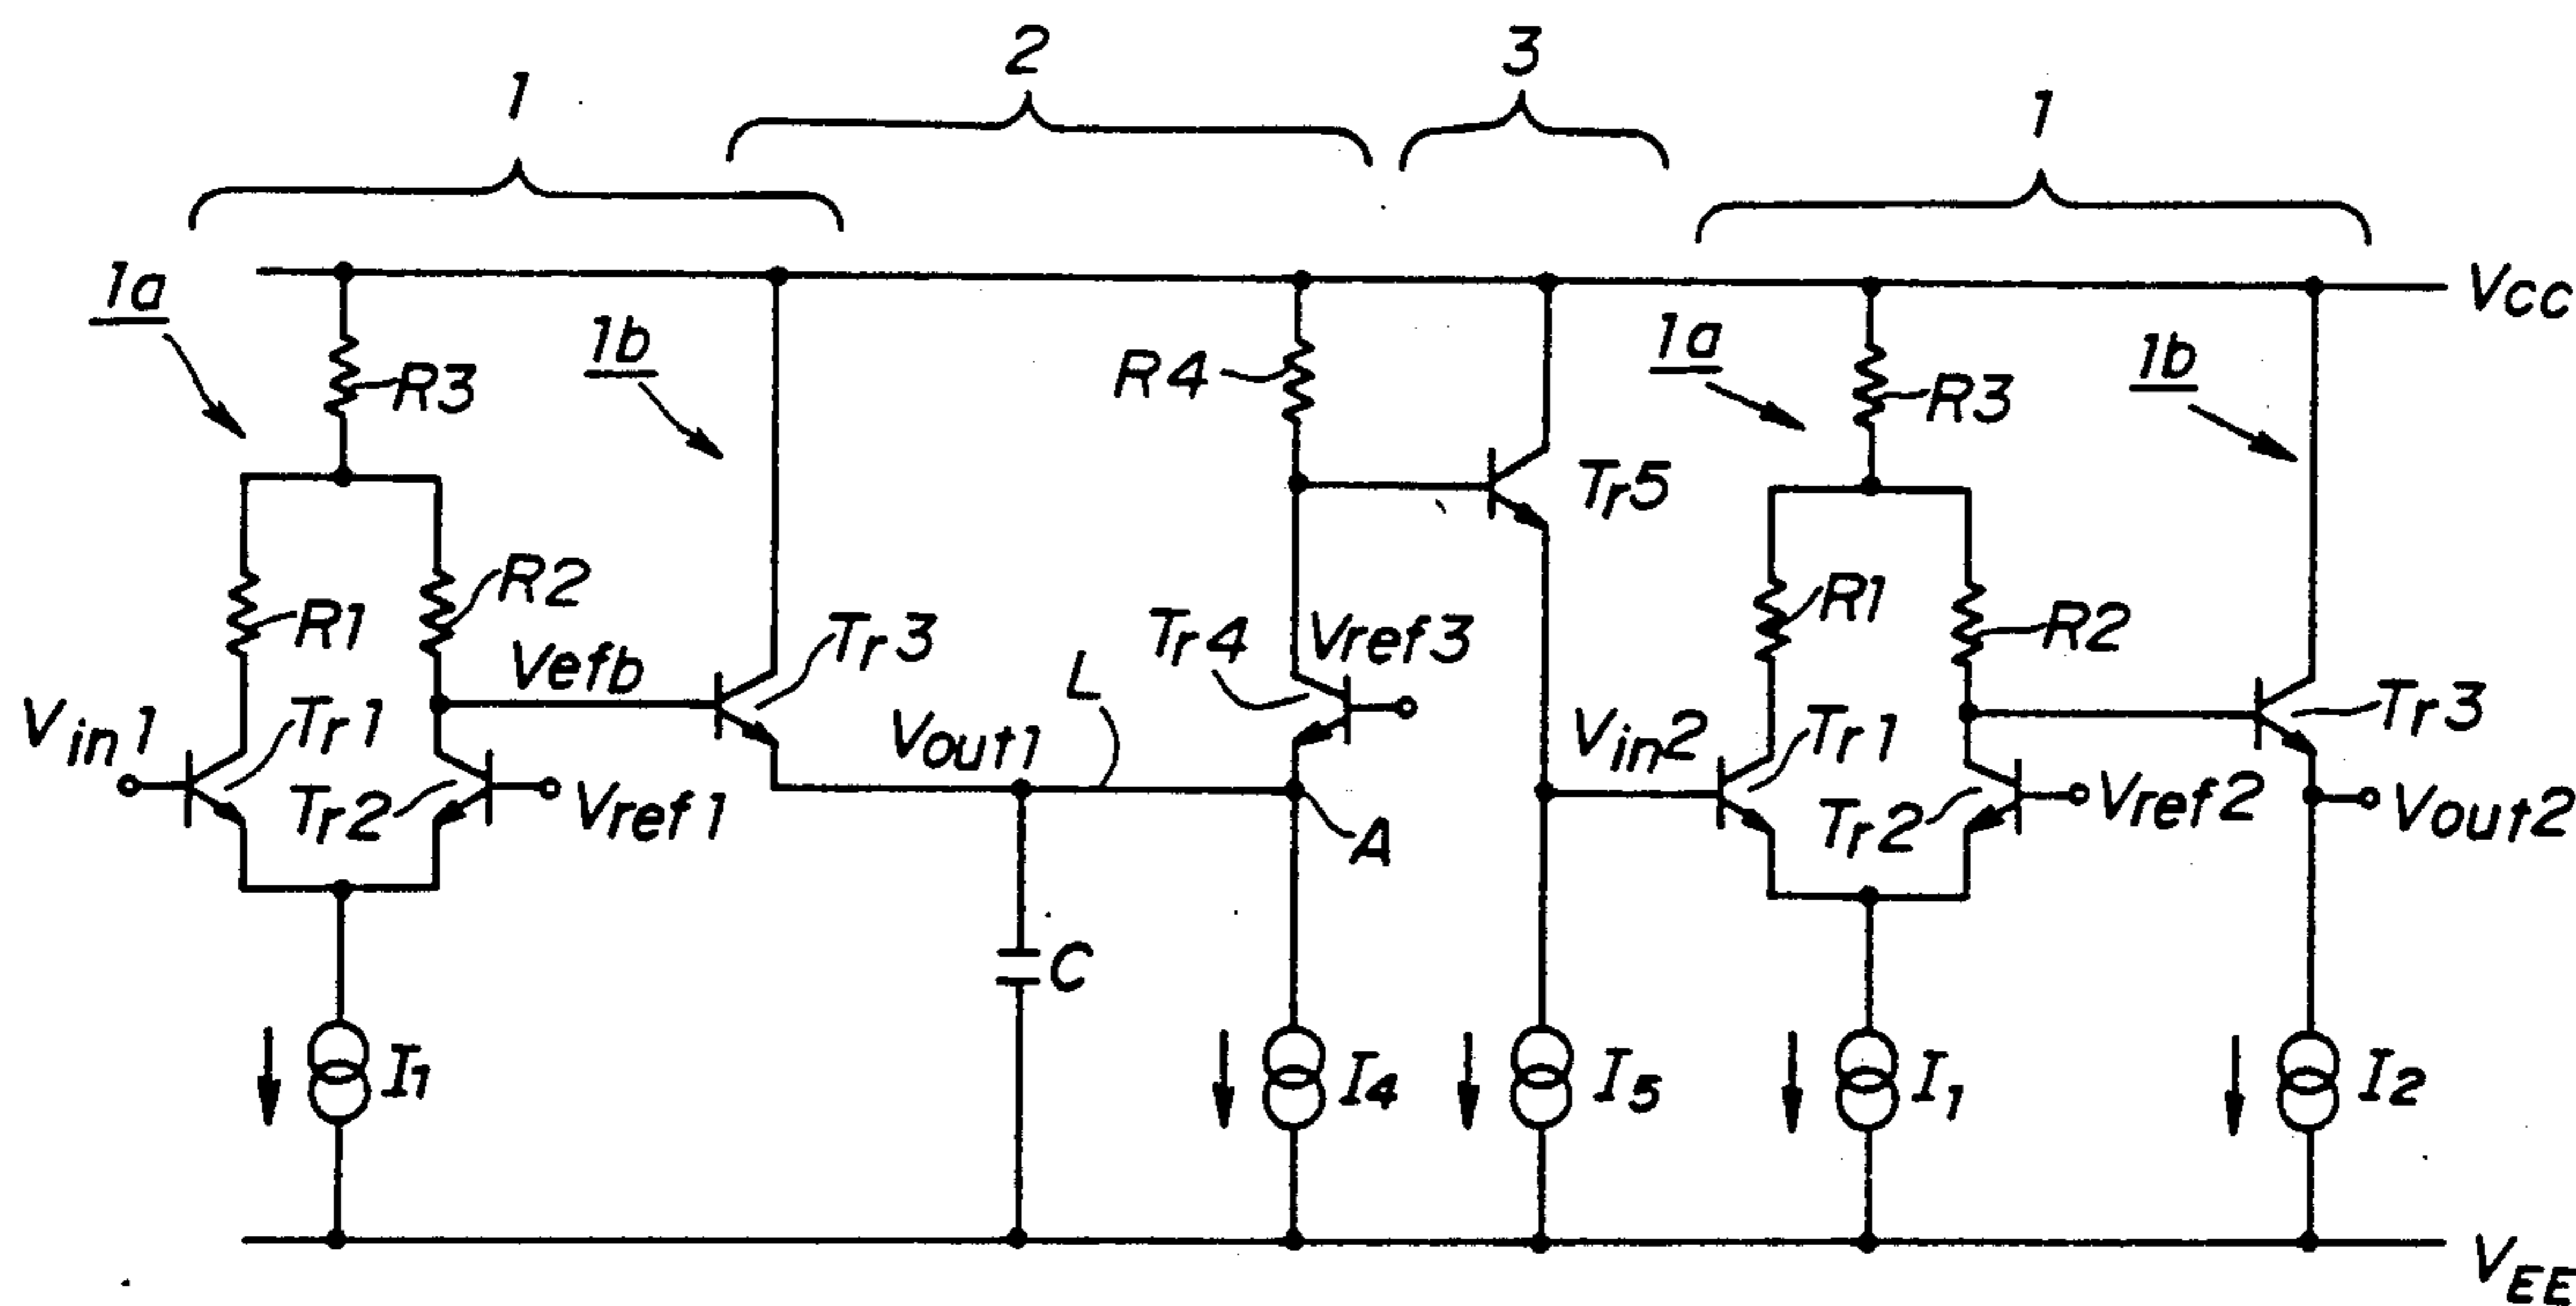 1
2
3
1
1a
1b
R3
R4
1a
R3
1b
Vcc
R1
R2
Vefb
Tr3
L
Tr4
Vref3
Tr5
R1
R2
Vin1
Tr1
Tr2
Vref1
Vout1
A
Vin2
Tr1
Tr2
Vref2
Tr3
Vout2
C
I1
I4
I5
I1
I2
VEE